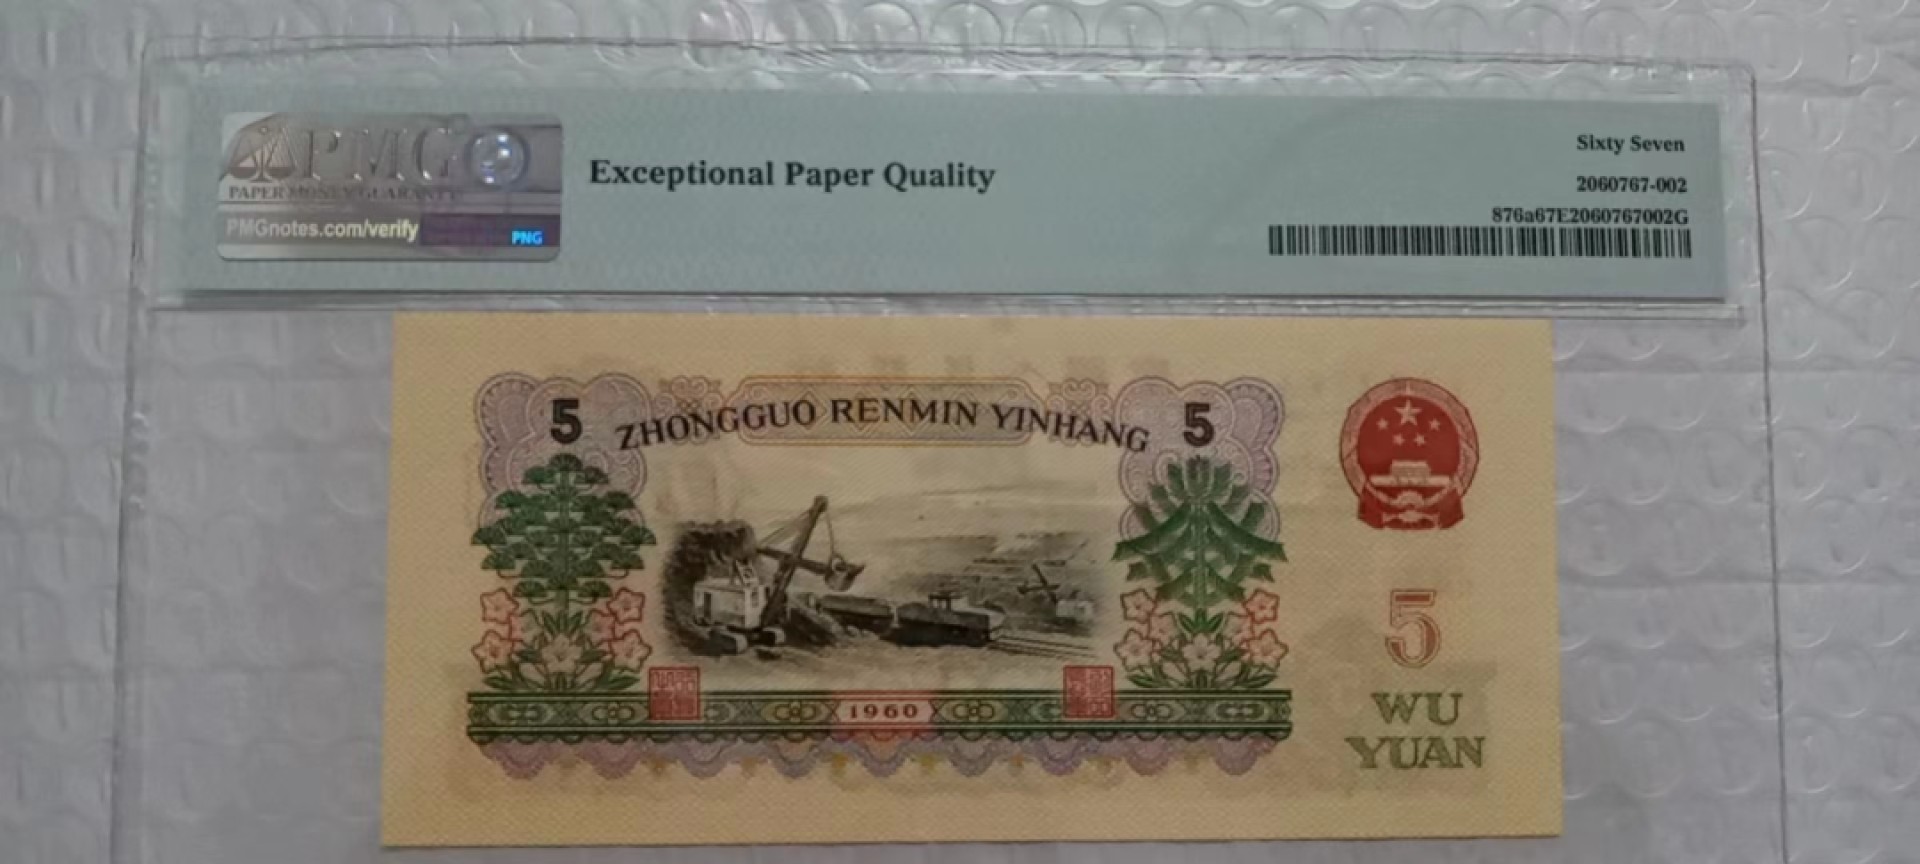 PMG
PAPER MONEY GUARANTY
PMGnotes.com/verify
PNG
Exceptional Paper Quality
Sixty Seven
2060767-002
876a67E2060767002G
5 ZHONGGUO RENMIN YINHANG 5
1960
5
WU
YUAN